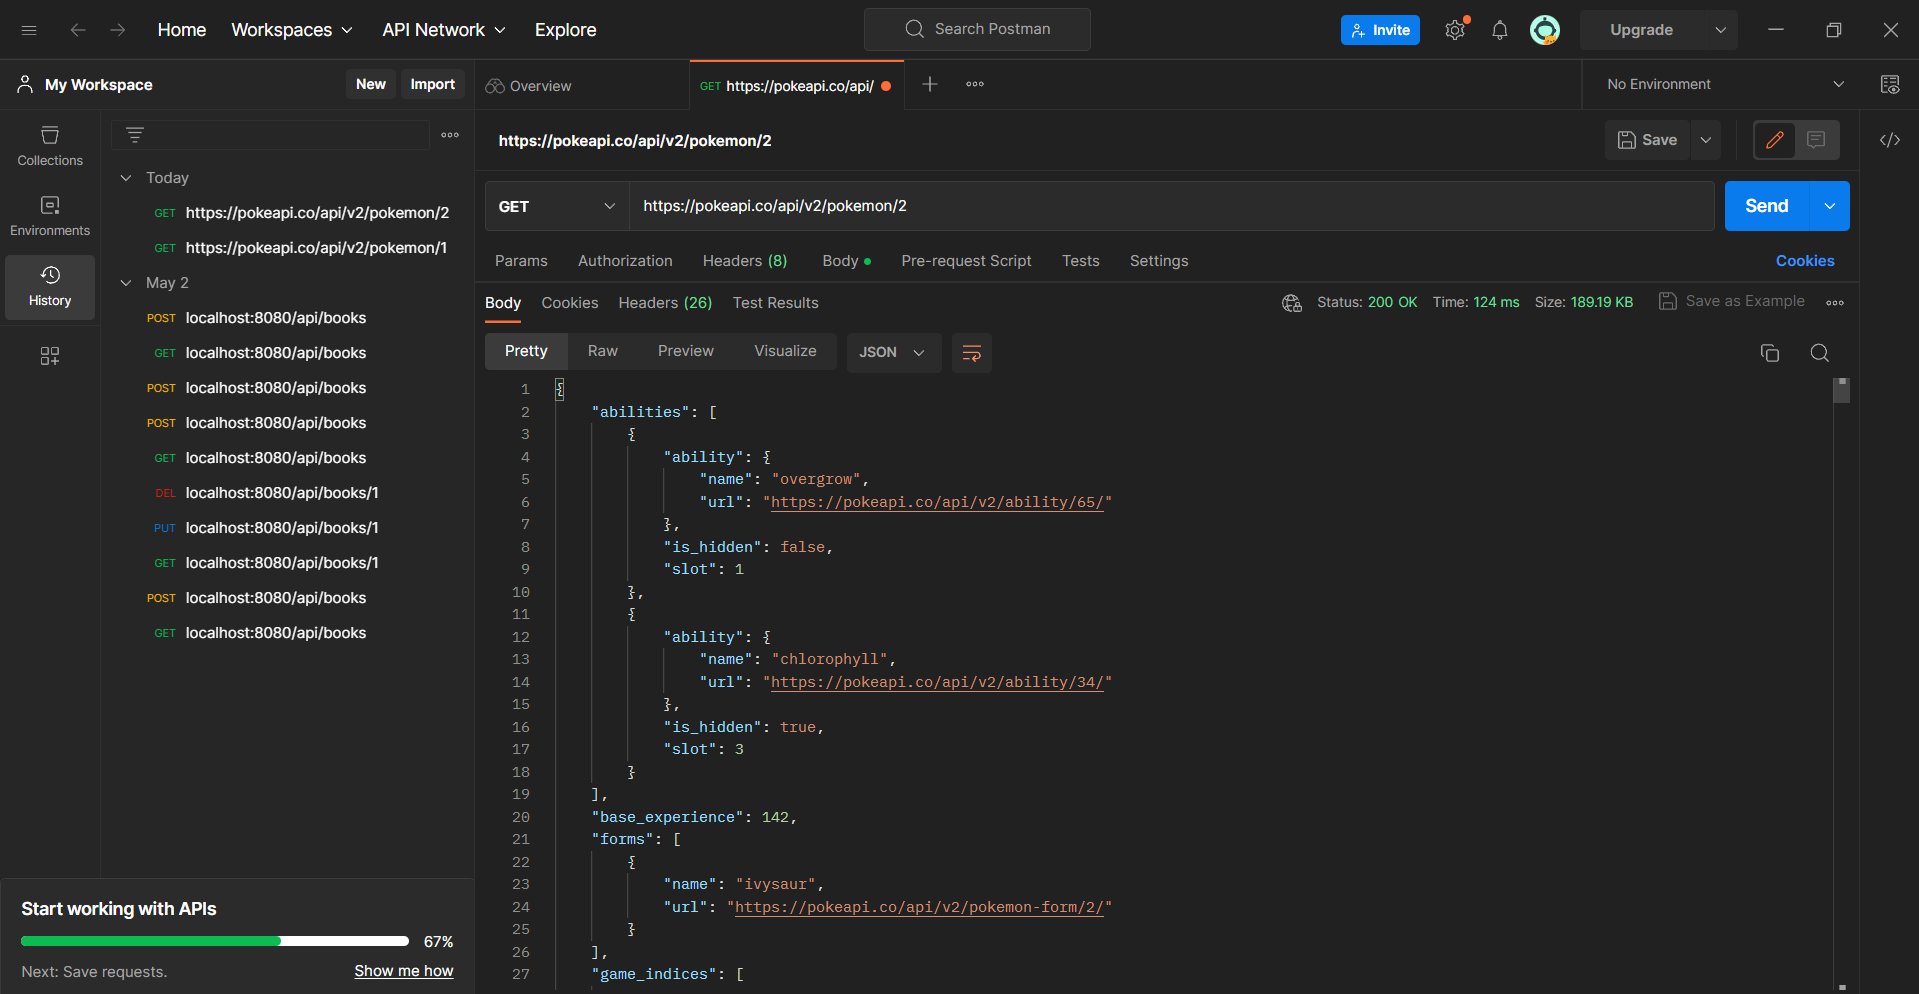 Home Workspaces API Network Explore Search Postman Invite Upgrade
My Workspace New Import
Overview GET https://pokeapi.co/api/ No Environment
Collections
Environments
History
Today
GET https://pokeapi.co/api/v2/pokemon/2
GET https://pokeapi.co/api/v2/pokemon/1
May 2
POST localhost:8080/api/books
GET localhost:8080/api/books
POST localhost:8080/api/books
POST localhost:8080/api/books
GET localhost:8080/api/books
DEL localhost:8080/api/books/1
PUT localhost:8080/api/books/1
GET localhost:8080/api/books/1
POST localhost:8080/api/books
GET localhost:8080/api/books
Start working with APIs
67%
Next: Save requests. Show me how
https://pokeapi.co/api/v2/pokemon/2 Save
GET https://pokeapi.co/api/v2/pokemon/2 Send
Params Authorization Headers (8) Body Pre-request Script Tests Settings Cookies
Body Cookies Headers (26) Test Results Status: 200 OK Time: 124 ms Size: 189.19 KB Save as Example
Pretty Raw Preview Visualize JSON
1 {
2 "abilities": [
3 {
4 "ability": {
5 "name": "overgrow",
6 "url": "https://pokeapi.co/api/v2/ability/65/"
7 },
8 "is_hidden": false,
9 "slot": 1
10 },
11 {
12 "ability": {
13 "name": "chlorophyll",
14 "url": "https://pokeapi.co/api/v2/ability/34/"
15 },
16 "is_hidden": true,
17 "slot": 3
18 }
19 ],
20 "base_experience": 142,
21 "forms": [
22 {
23 "name": "ivysaur",
24 "url": "https://pokeapi.co/api/v2/pokemon-form/2/"
25 }
26 ],
27 "game_indices": [